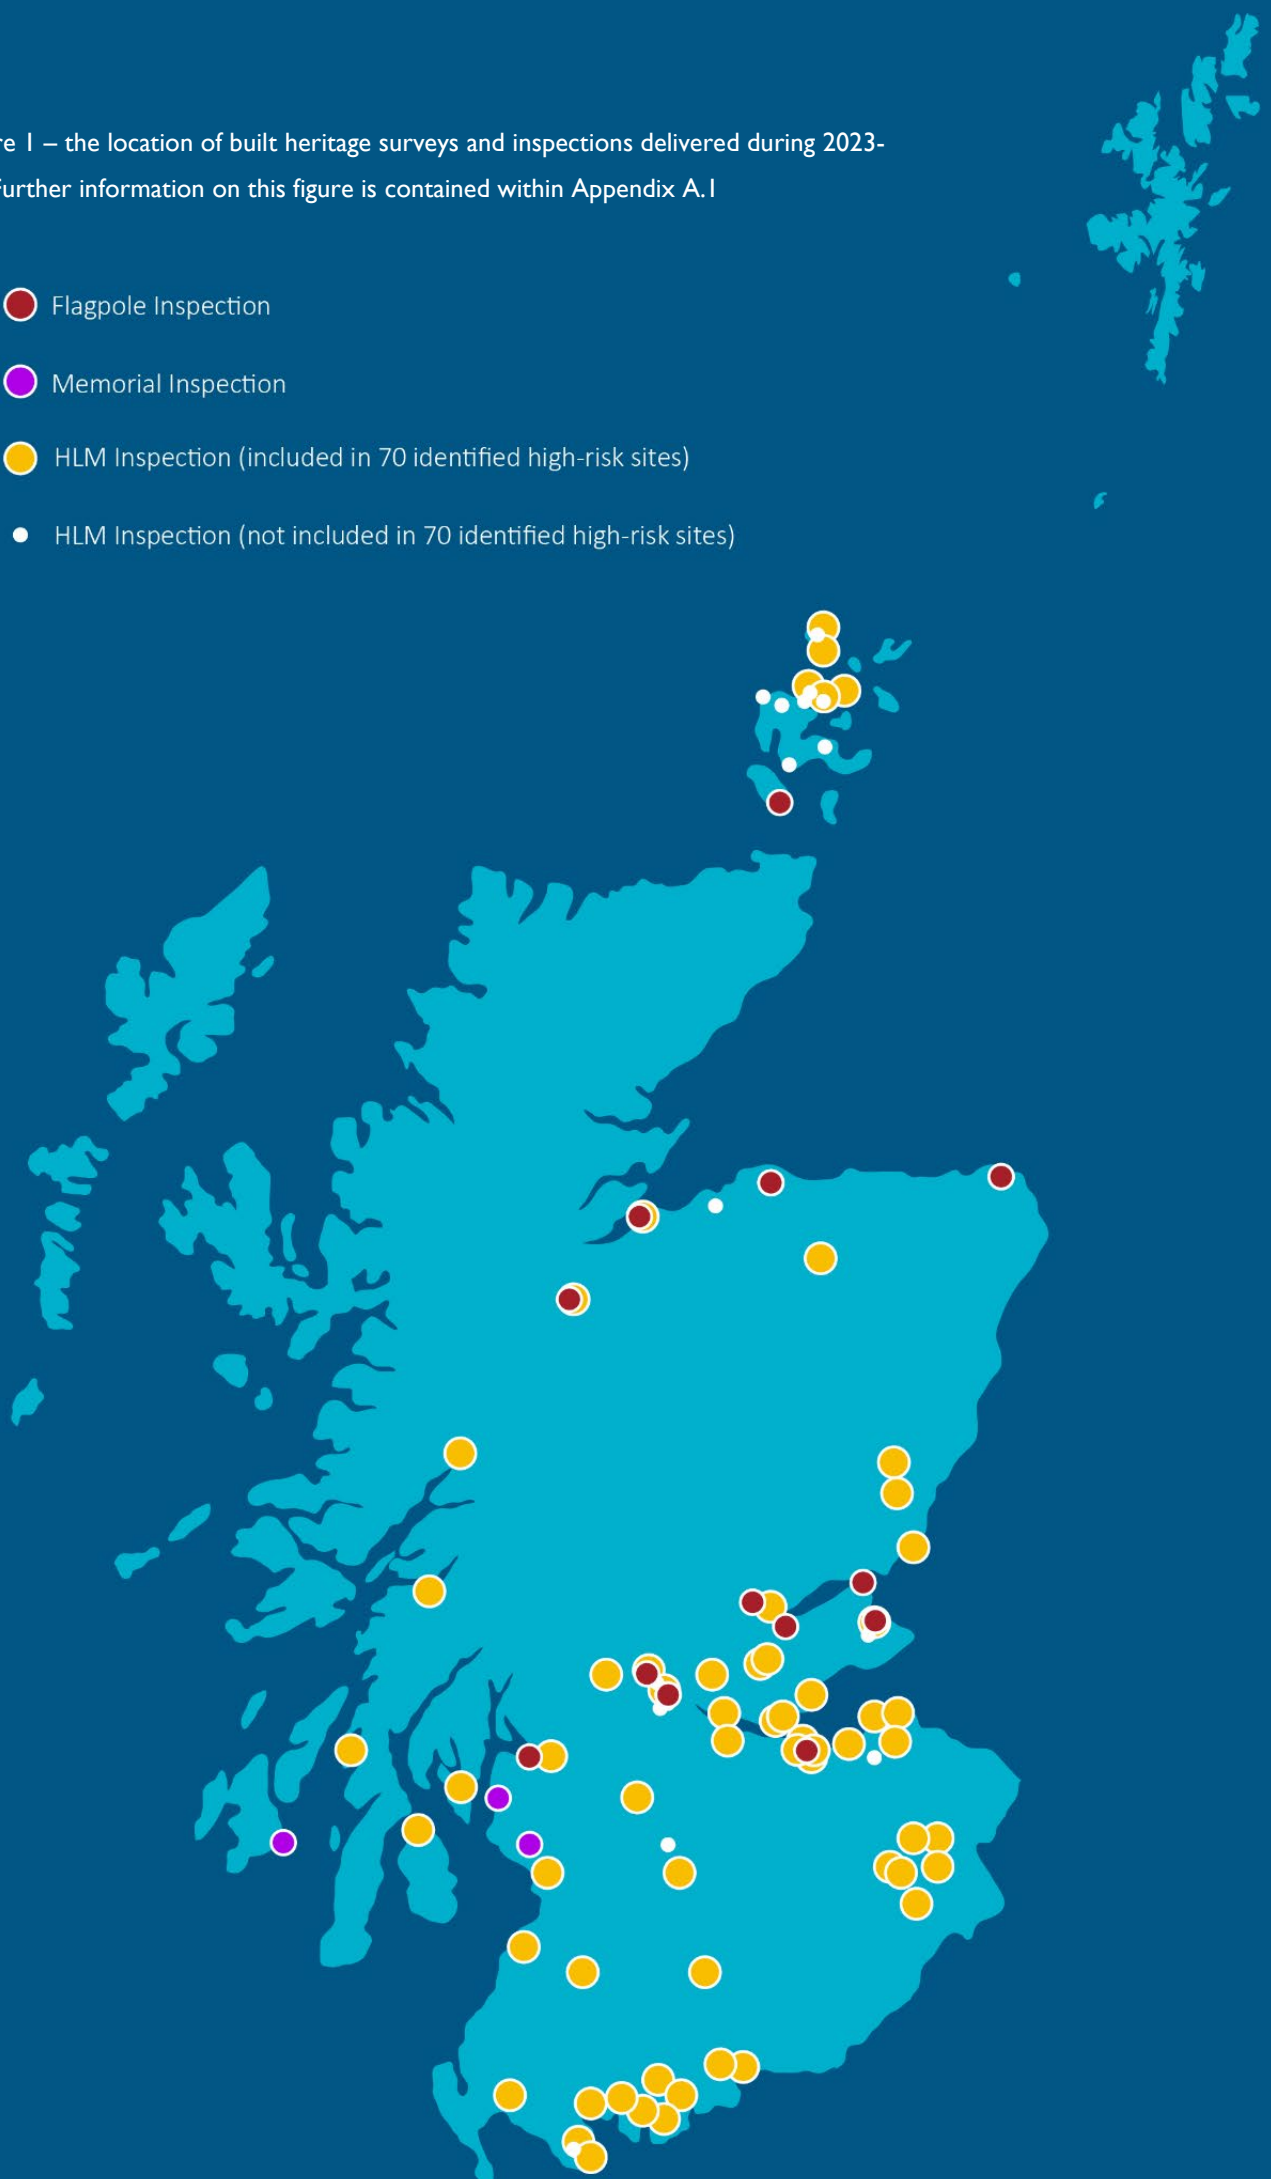 re 1 – the location of built heritage surveys and inspections delivered during 2023-
Further information on this figure is contained within Appendix A.1
Flagpole Inspection
Memorial Inspection
HLM Inspection (included in 70 identified high-risk sites)
HLM Inspection (not included in 70 identified high-risk sites)